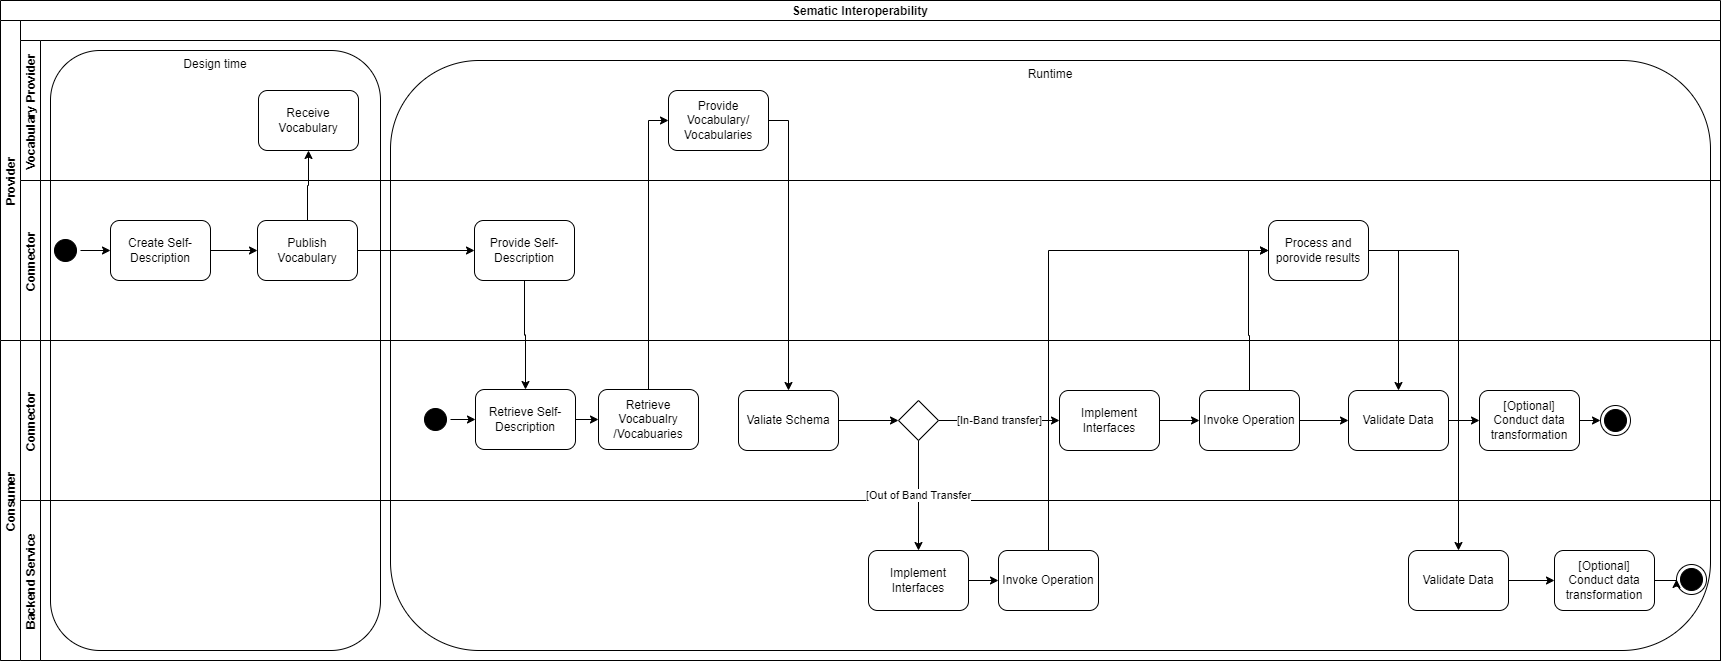 Sematic Interoperability
Provider
Vocabulary Provider
Design time
Runtime
Receive
Vocabulary
Provide
Vocabulary/
Vocabularies
Connector
Create Self-
Description
Publish
Vocabulary
Provide Self-
Description
Process and
porovide results
Consumer
Connector
Retrieve Self-
Description
Retrieve
Vocabualry
/Vocabuaries
Valiate Schema
[In-Band transfer]
Implement
Interfaces
Invoke Operation
Validate Data
[Optional]
Conduct data
transformation
[Out of Band Transfer
Backend Service
Implement
Interfaces
Invoke Operation
Validate Data
[Optional]
Conduct data
transformation